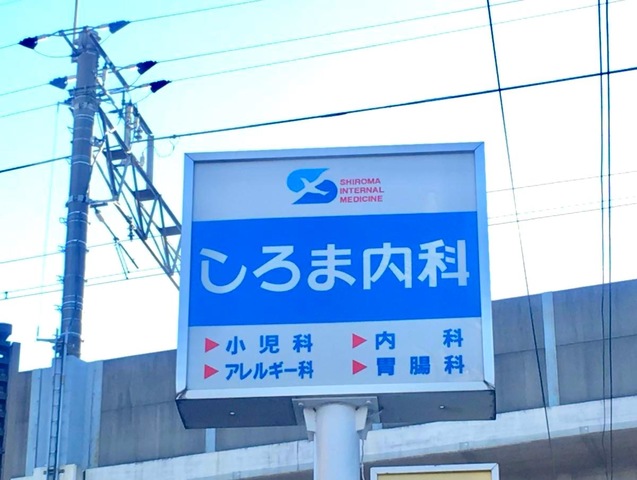 SHIROMA
INTERNAL
MEDICINE
しろま内科
▶小児科 ▶内科
▶アレルギー科 ▶胃腸科